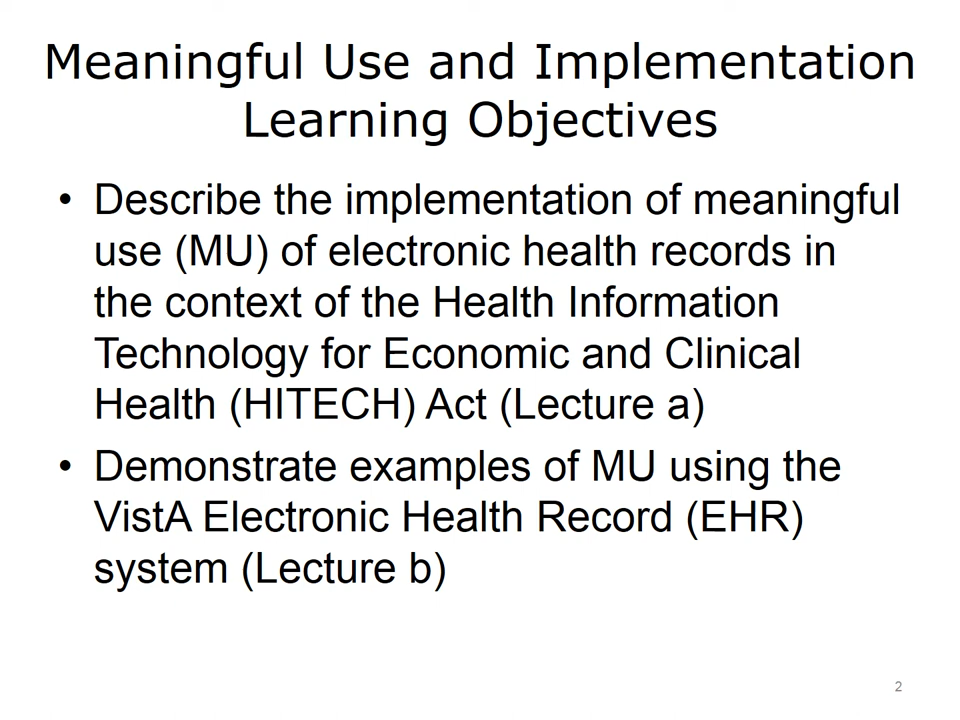 Meaningful Use and Implementation
Learning Objectives
• Describe the implementation of meaningful
use (MU) of electronic health records in
the context of the Health Information
Technology for Economic and Clinical
Health (HITECH) Act (Lecture a)
• Demonstrate examples of MU using the
VistA Electronic Health Record (EHR)
system (Lecture b)
2